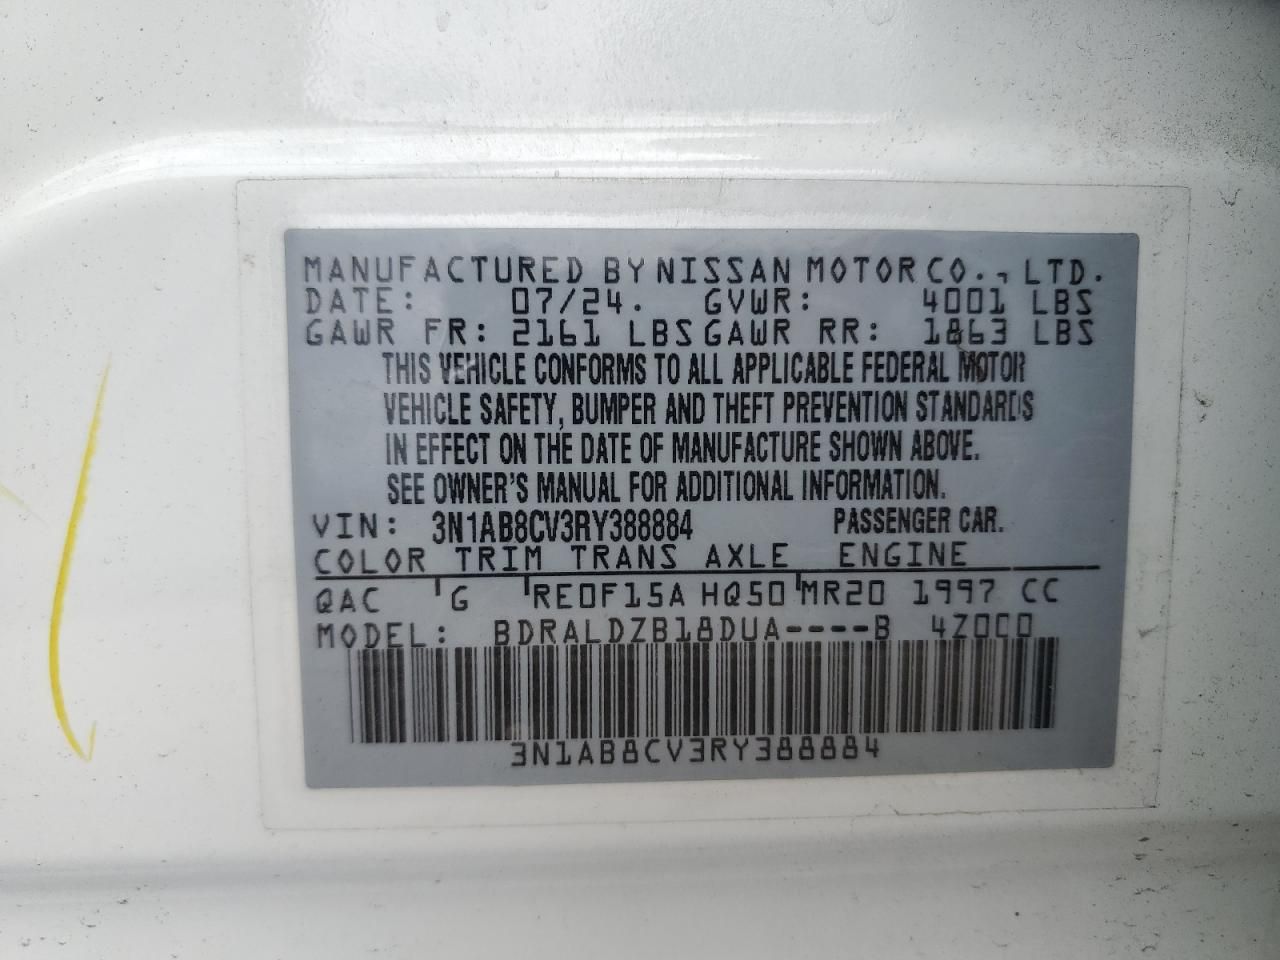 MANUFACTURED BY NISSAN MOTOR CO., LTD.
DATE: 07/24. GVWR: 4001 LBS
GAWR FR: 2161 LBS GAWR RR: 1863 LBS
THIS VEHICLE CONFORMS TO ALL APPLICABLE FEDERAL MOTOR
VEHICLE SAFETY, BUMPER AND THEFT PREVENTION STANDARDS
IN EFFECT ON THE DATE OF MANUFACTURE SHOWN ABOVE.
SEE OWNER'S MANUAL FOR ADDITIONAL INFORMATION.
VIN: 3N1AB8CV3RY388884 PASSENGER CAR.
COLOR TRIM TRANS AXLE ENGINE
QAC G RE0F15A HQ50 MR20 1997 CC
MODEL: BDRALDZB18DUA----B 4Z0C0
3N1AB8CV3RY388884